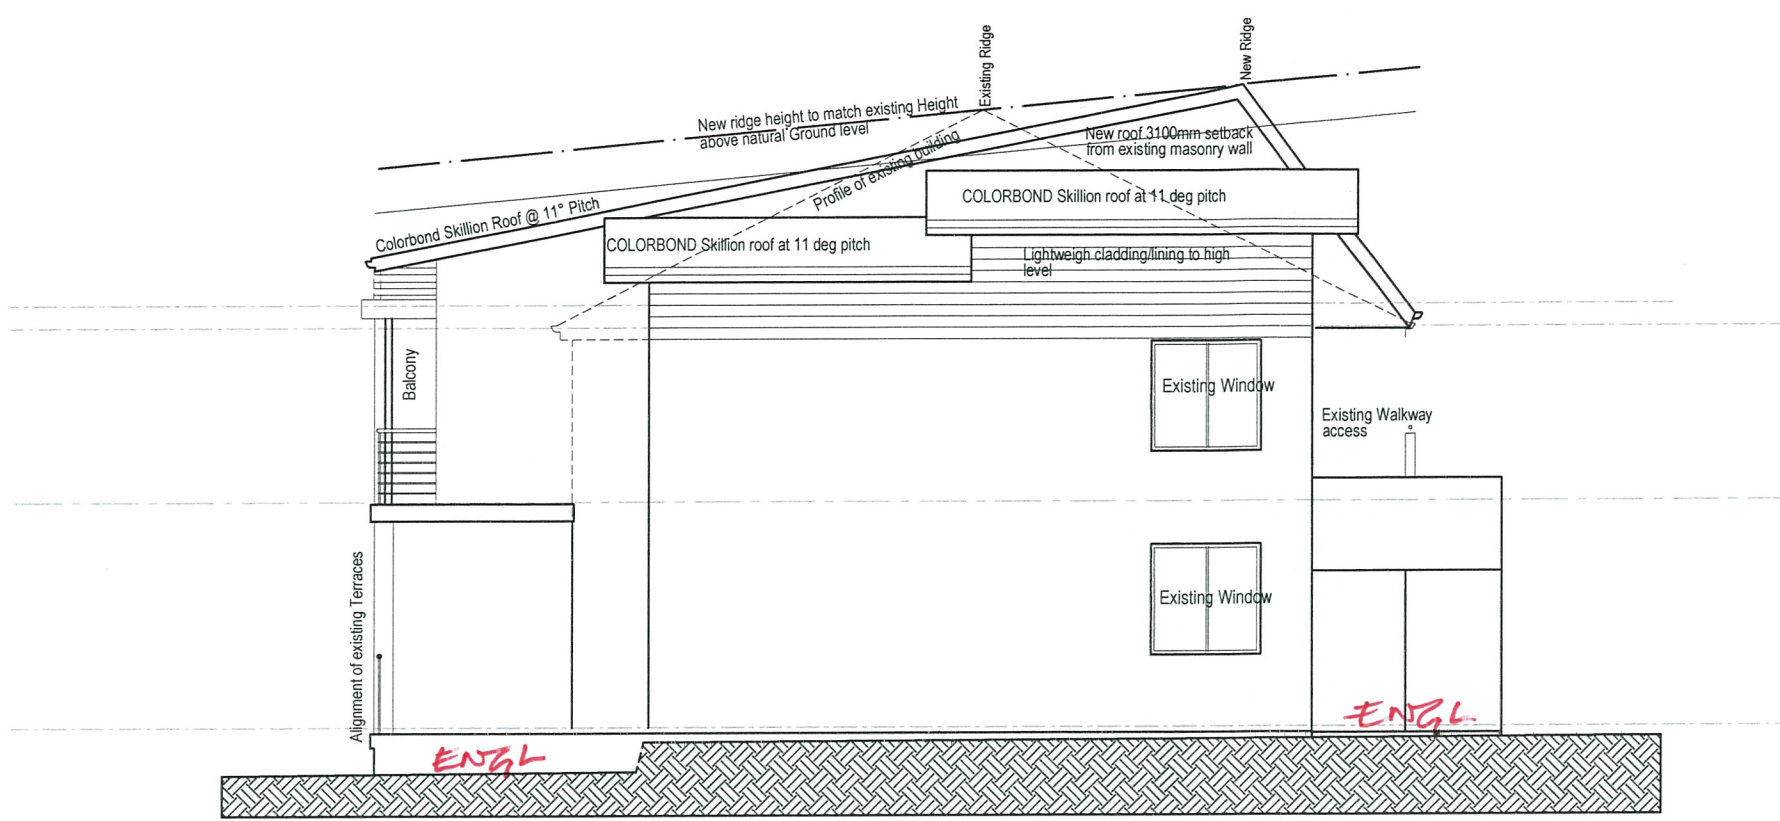 Existing Ridge
New Ridge
New ridge height to match existing Height
above natural Ground level
New roof 3100mm setback
from existing masonry wall
Profile of existing building
COLORBOND Skillion roof at 11 deg pitch
Colorbond Skillion Roof @ 11° Pitch
COLORBOND Skillion roof at 11 deg pitch
Lightweigh cladding/lining to high
level
Balcony
Existing Window
Existing Walkway
access
Alignment of existing Terraces
Existing Window
ENGL
ENGL